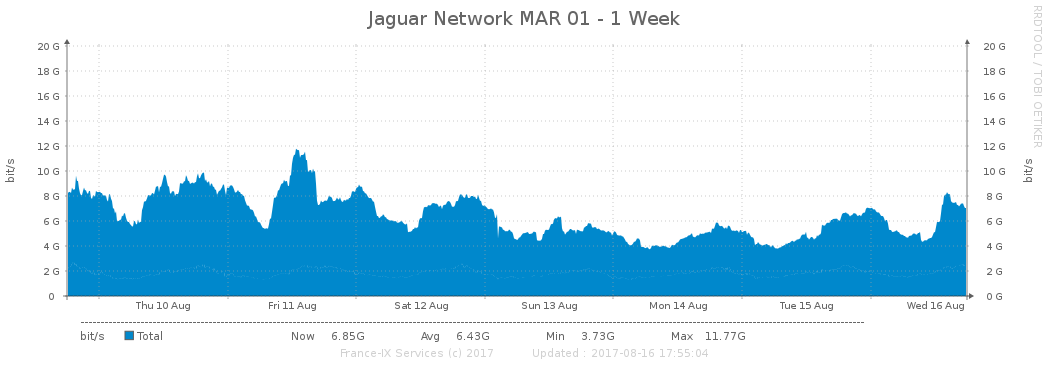 Jaguar Network MAR 01 - 1 Week
RRDTOOL / TOBI OETIKER
bit/s
bit/s
20 G 20 G
18 G 18 G
16 G 16 G
14 G 14 G
12 G 12 G
10 G 10 G
8 G 8 G
6 G 6 G
4 G 4 G
2 G 2 G
0 0 G
Thu 10 Aug Fri 11 Aug Sat 12 Aug Sun 13 Aug Mon 14 Aug Tue 15 Aug Wed 16 Aug
bit/s Total Now 6.85G Avg 6.43G Min 3.73G Max 11.77G
France-IX Services (c) 2017 Updated : 2017-08-16 17:55:04